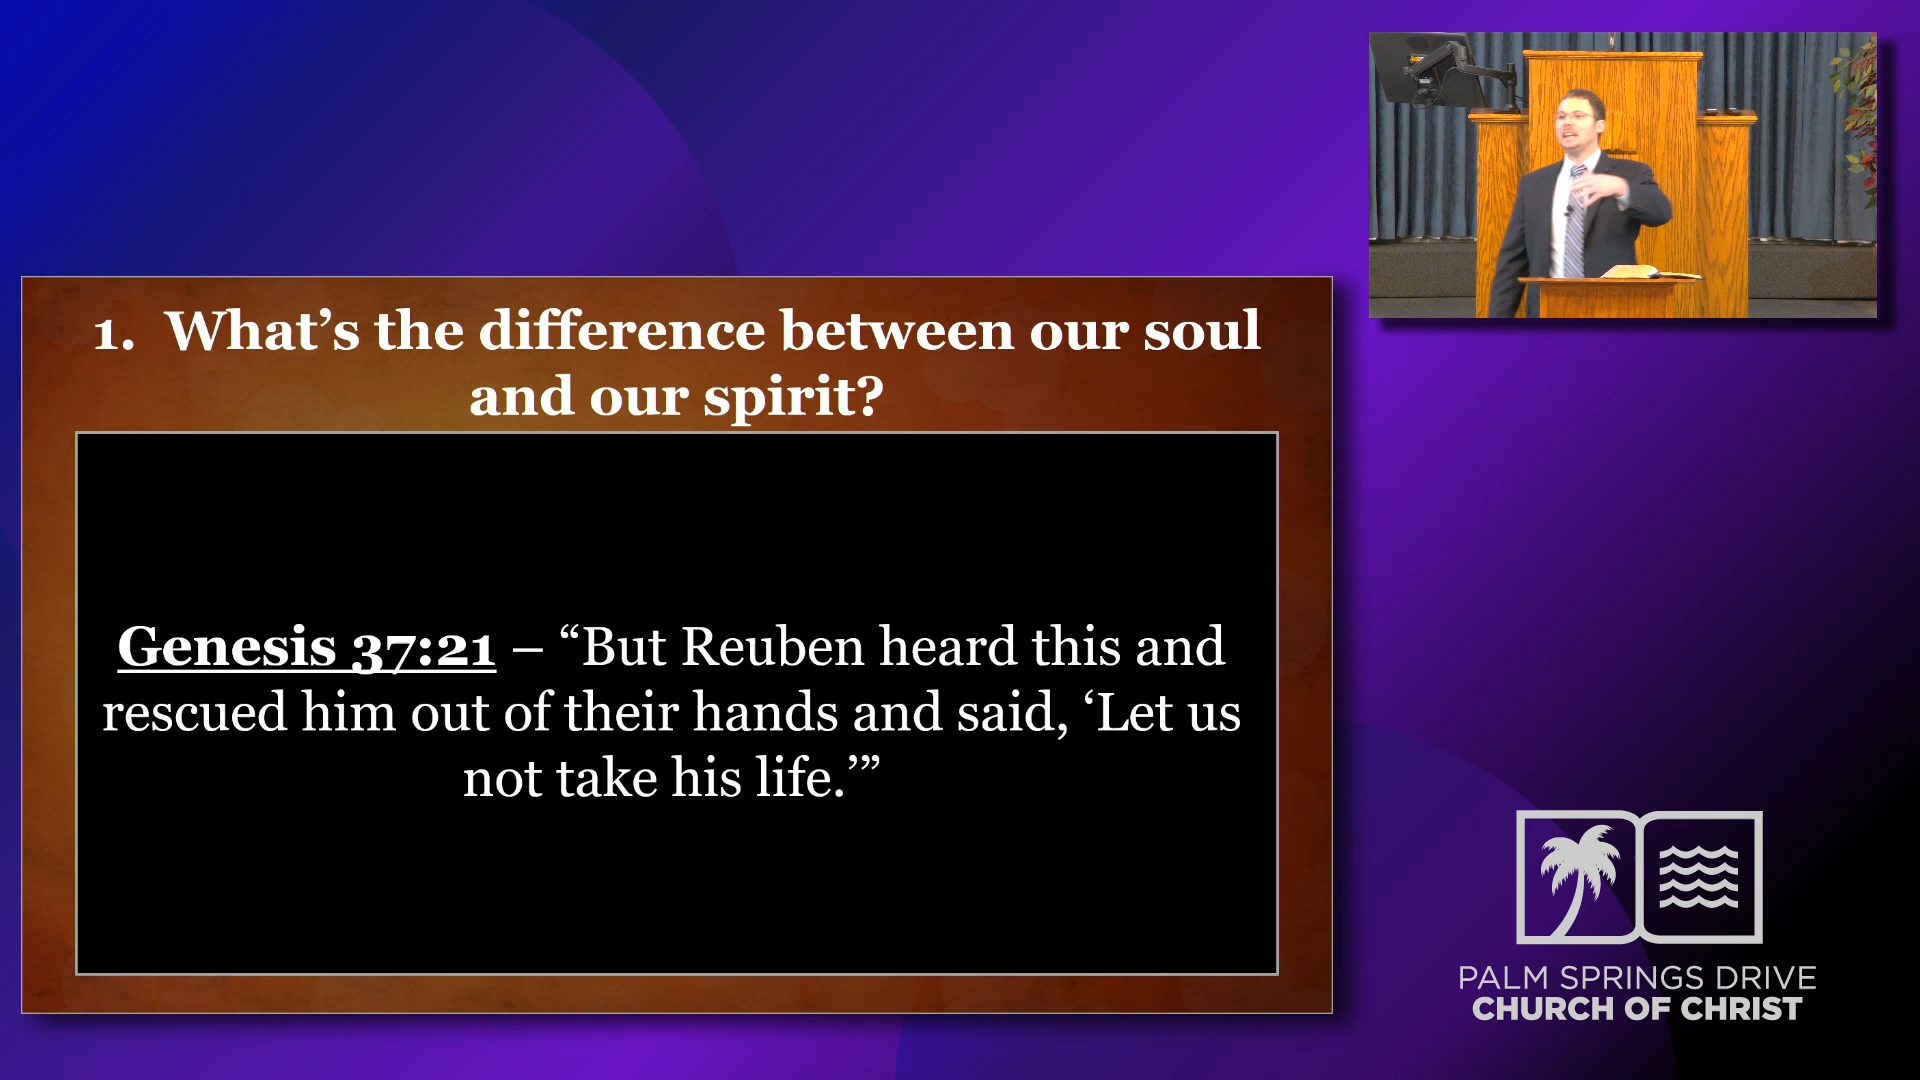 1. What’s the difference between our soul
and our spirit?
Genesis 37:21 – “But Reuben heard this and
rescued him out of their hands and said, ‘Let us
not take his life.’”
PALM SPRINGS DRIVE
CHURCH OF CHRIST